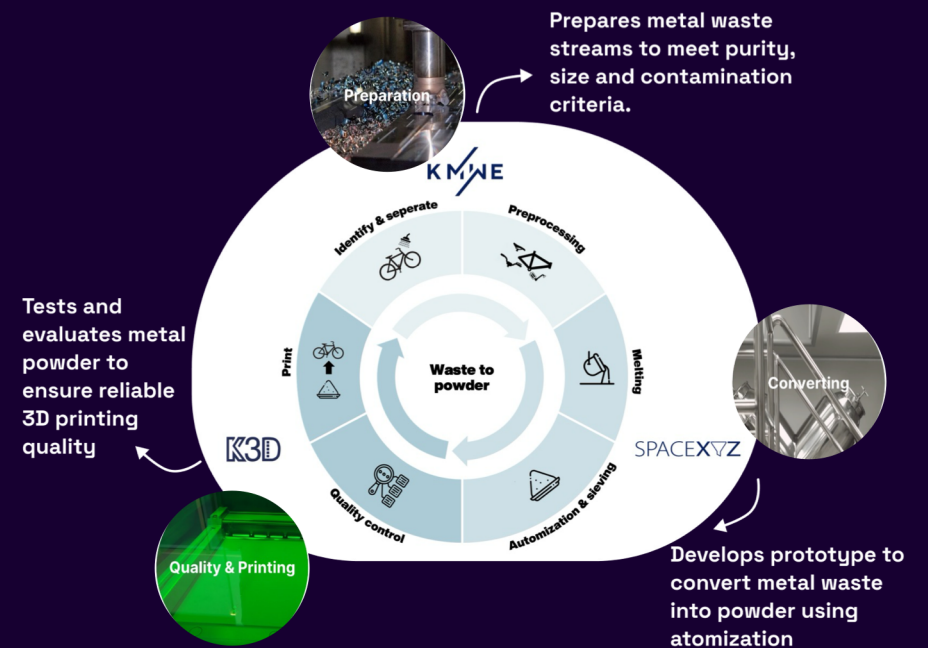 Prepares metal waste
streams to meet purity,
size and contamination
criteria.
Preparation
KMWE
Identify & seperate
Preprocessing
Melting
Automization & sieving
Quality control
Print
Waste to
powder
Tests and
evaluates metal
powder to
ensure reliable
3D printing
quality
K3D
Quality & Printing
Converting
SPACEXYZ
Develops prototype to
convert metal waste
into powder using
atomization